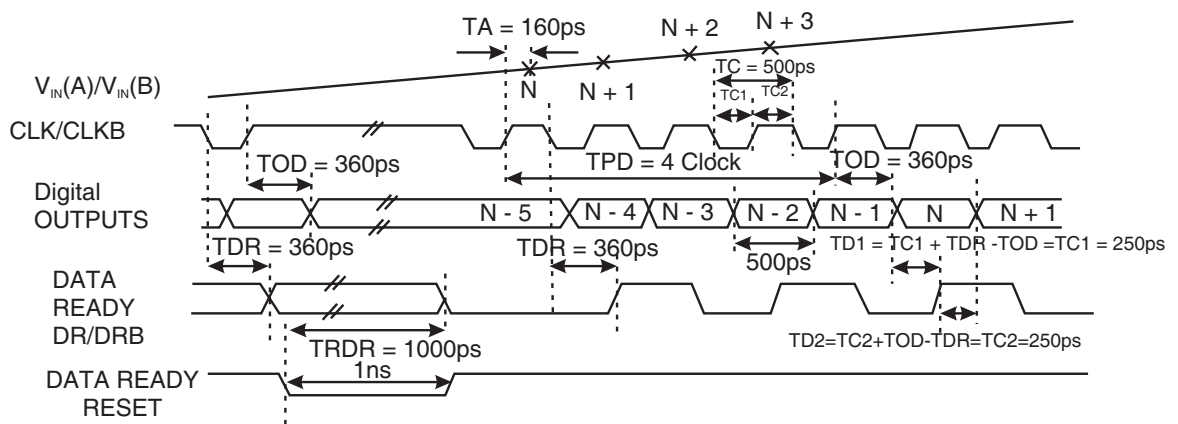 TA = 160ps
N + 2
N + 3
V_IN(A)/V_IN(B)
N
N + 1
TC = 500ps
TC1
TC2
CLK/CLKB
TOD = 360ps
TPD = 4 Clock
TOD = 360ps
Digital
OUTPUTS
N - 5
N - 4
N - 3
N - 2
N - 1
N
N + 1
TDR = 360ps
TDR = 360ps
500ps
TD1 = TC1 + TDR -TOD =TC1 = 250ps
DATA
READY
DR/DRB
TRDR = 1000ps
TD2=TC2+TOD-TDR=TC2=250ps
1ns
DATA READY
RESET